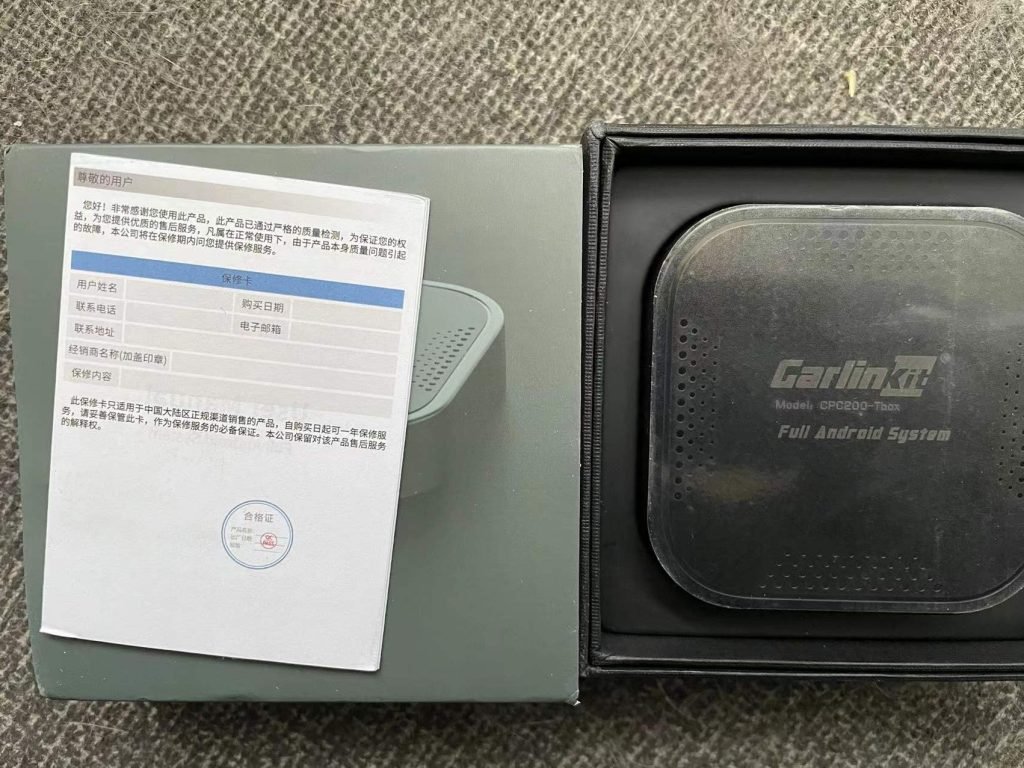 尊敬的用户
您好！非常感谢您使用此产品，此产品已通过严格的质量检测，为保证您的权
益，为您提供优质的售后服务，凡属在正常使用下，由于产品本身质量问题引起
的故障，本公司将在保修期内问您提供保修服务。
保修卡
用户姓名
联系电话 购买日期
联系地址 电子邮箱
经销商名称(加盖印章)
保修内容
此保修卡只适用于中国大陆区正规渠道销售的产品，自购买日起可一年保修服
务，请妥善保管此卡，作为保修服务的必备保证。本公司保留对该产品售后服务
的解释权。
合格证
产品名称:
出厂日期:
CarlinKit
Model: CPC200-Tbox
Full Android System